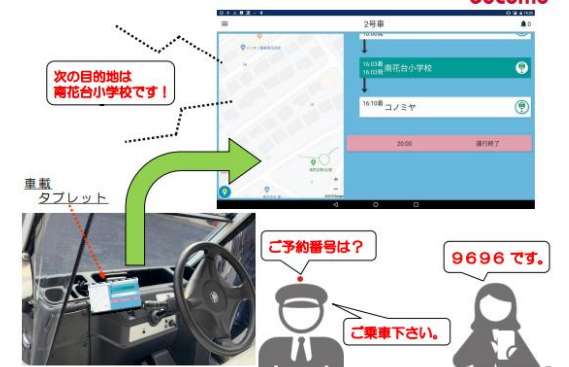 docomo
2号車
0
次の目的地は
南花台小学校です！
16:03着
16:03発
南花台小学校
16:10着
コノミヤ
20:00
運行終了
車載
タブレット
ご予約番号は？
9696 です。
ご乗車下さい。